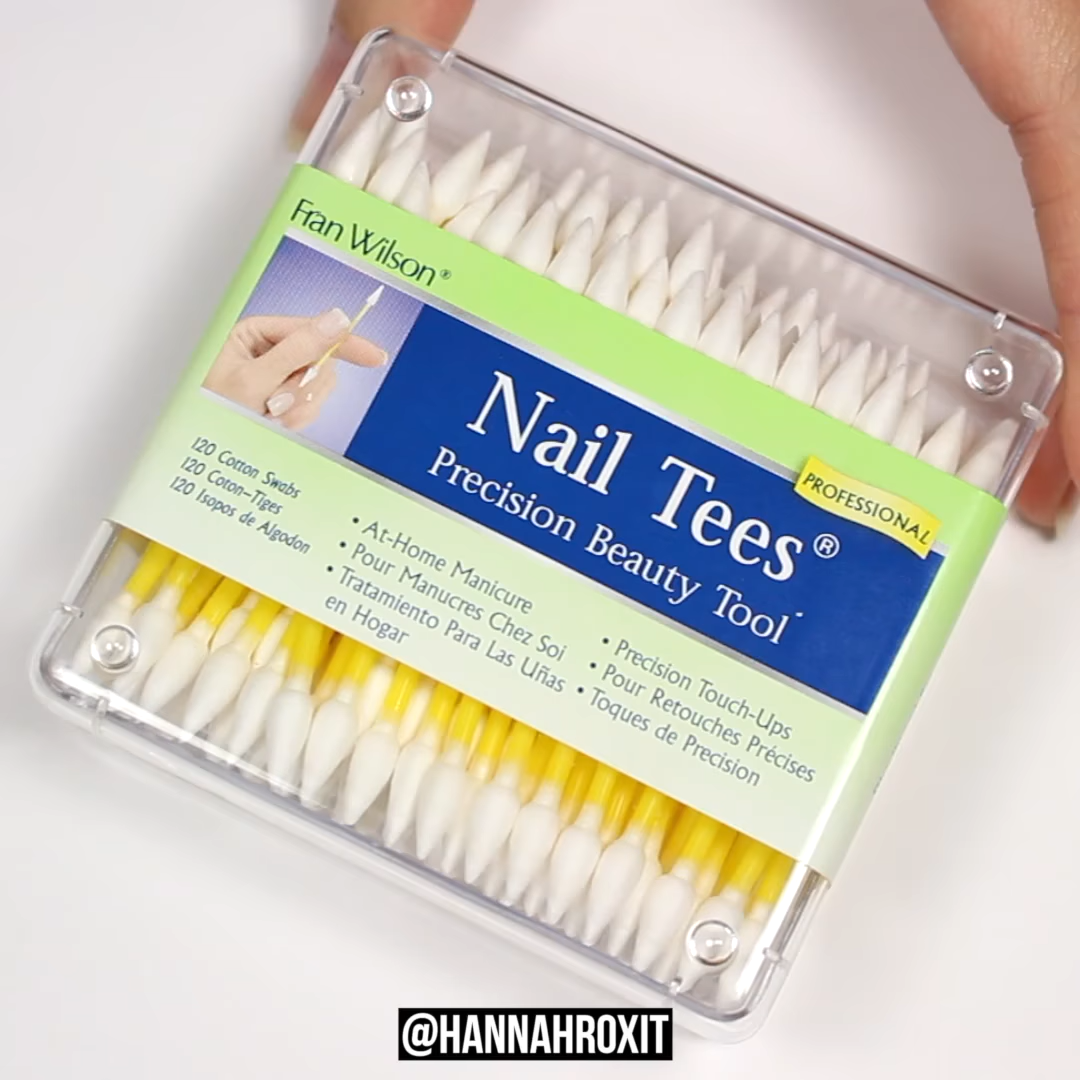 Fran Wilson®
Nail Tees®
PROFESSIONAL
Precision Beauty Tool
120 Cotton Swabs
120 Coton-Tiges
120 Isopos de Algodon
• At-Home Manicure
• Pour Manucres Chez Soi
• Tratamiento Para Las Uñas
en Hogar
• Precision Touch-Ups
• Pour Retouches Précises
• Toques de Precision
@HANNAHROXIT